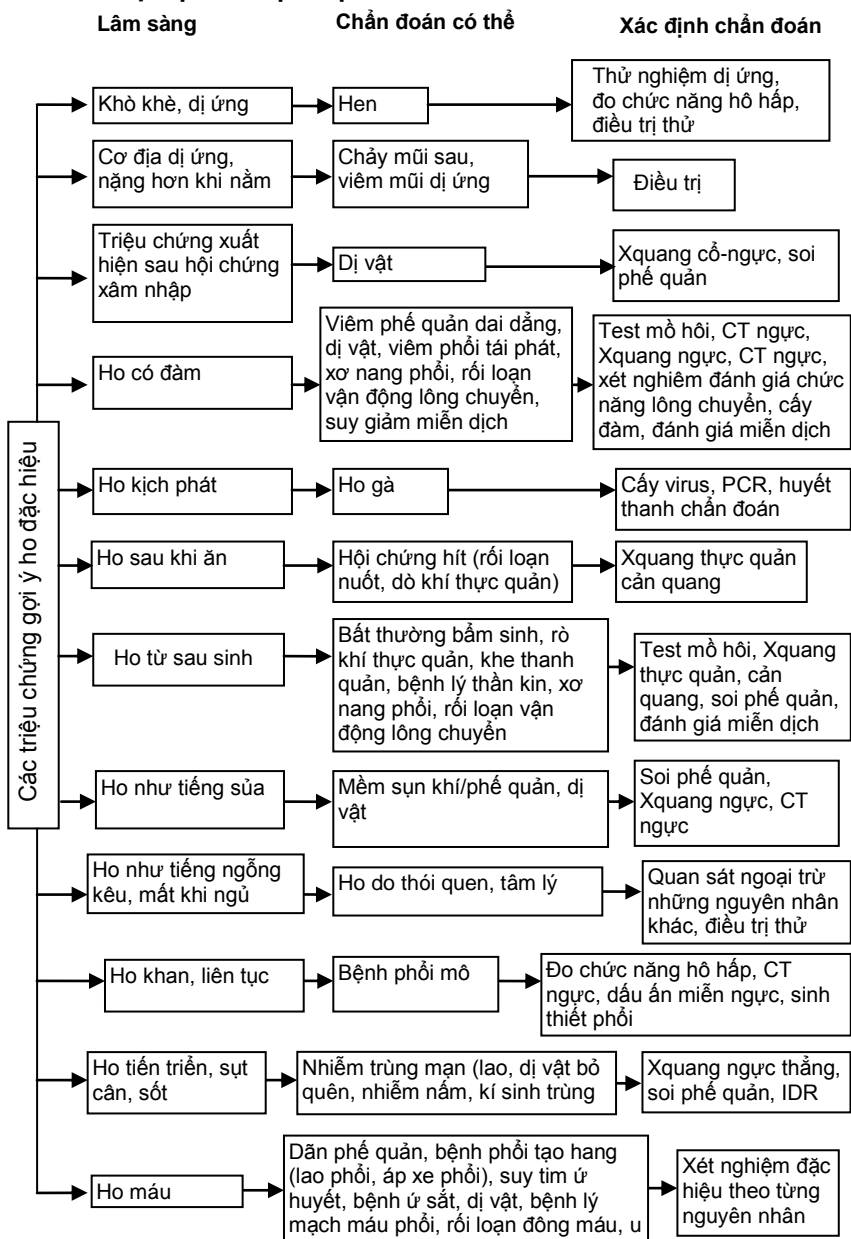 Lâm sàng
Chẩn đoán có thể
Xác định chẩn đoán
Các triệu chứng gợi ý ho đặc hiệu
Khò khè, dị ứng
Hen
Thử nghiệm dị ứng,
đo chức năng hô hấp,
điều trị thử
Cơ địa dị ứng,
nặng hơn khi nằm
Chảy mũi sau,
viêm mũi dị ứng
Điều trị
Triệu chứng xuất
hiện sau hội chứng
xâm nhập
Dị vật
Xquang cổ-ngực, soi
phế quản
Ho có đàm
Viêm phế quản dai dẳng,
dị vật, viêm phổi tái phát,
xơ nang phổi, rối loạn
vận động lông chuyển,
suy giảm miễn dịch
Test mồ hôi, CT ngực,
Xquang ngực, CT ngực,
xét nghiêm đánh giá chức
năng lông chuyển, cấy
đàm, đánh giá miễn dịch
Ho kịch phát
Ho gà
Cấy virus, PCR, huyết
thanh chẩn đoán
Ho sau khi ăn
Hội chứng hít (rối loạn
nuốt, dò khí thực quản)
Xquang thực quản
cản quang
Ho từ sau sinh
Bất thường bẩm sinh, rò
khí thực quản, khe thanh
quản, bệnh lý thần kin, xơ
nang phổi, rối loạn vận
động lông chuyển
Test mồ hôi, Xquang
thực quản, cản
quang, soi phế quản,
đánh giá miễn dịch
Ho như tiếng sủa
Mềm sụn khí/phế quản, dị
vật
Soi phế quản,
Xquang ngực, CT
ngực
Ho như tiếng ngỗng
kêu, mất khi ngủ
Ho do thói quen, tâm lý
Quan sát ngoại trừ
những nguyên nhân
khác, điều trị thử
Ho khan, liên tục
Bệnh phổi mô
Đo chức năng hô hấp, CT
ngực, dấu ấn miễn ngực, sinh
thiết phổi
Ho tiến triển, sụt
cân, sốt
Nhiễm trùng mạn (lao, dị vật bỏ
quên, nhiễm nấm, kí sinh trùng
Xquang ngực thẳng,
soi phế quản, IDR
Ho máu
Dãn phế quản, bệnh phổi tạo hang
(lao phổi, áp xe phổi), suy tim ứ
huyết, bệnh ứ sắt, dị vật, bệnh lý
mạch máu phổi, rối loạn đông máu, u
Xét nghiệm đặc
hiệu theo từng
nguyên nhân